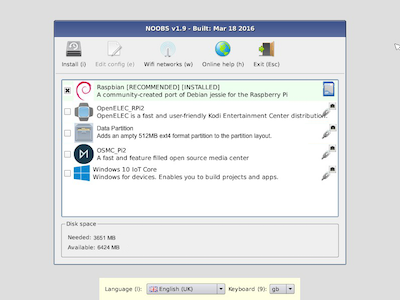 NOOBS v1.9 - Built: Mar 18 2016
Install (i) Edit config (e) Wifi networks (w) Online help (h) Exit (Esc)
Raspbian [RECOMMENDED] [INSTALLED]
A community-created port of Debian jessie for the Raspberry Pi
OpenELEC_RPi2
OpenELEC is a fast and user-friendly Kodi Entertainment Center distribution.
Data Partition
Adds an empty 512MB ext4 format partition to the partition layout.
OSMC_Pi2
A fast and feature filled open source media center
Windows 10 IoT Core
Windows for devices. Enables you to build projects and apps.
Disk space
Needed: 3651 MB
Available: 6424 MB
Language (l): English (UK) Keyboard (9): gb